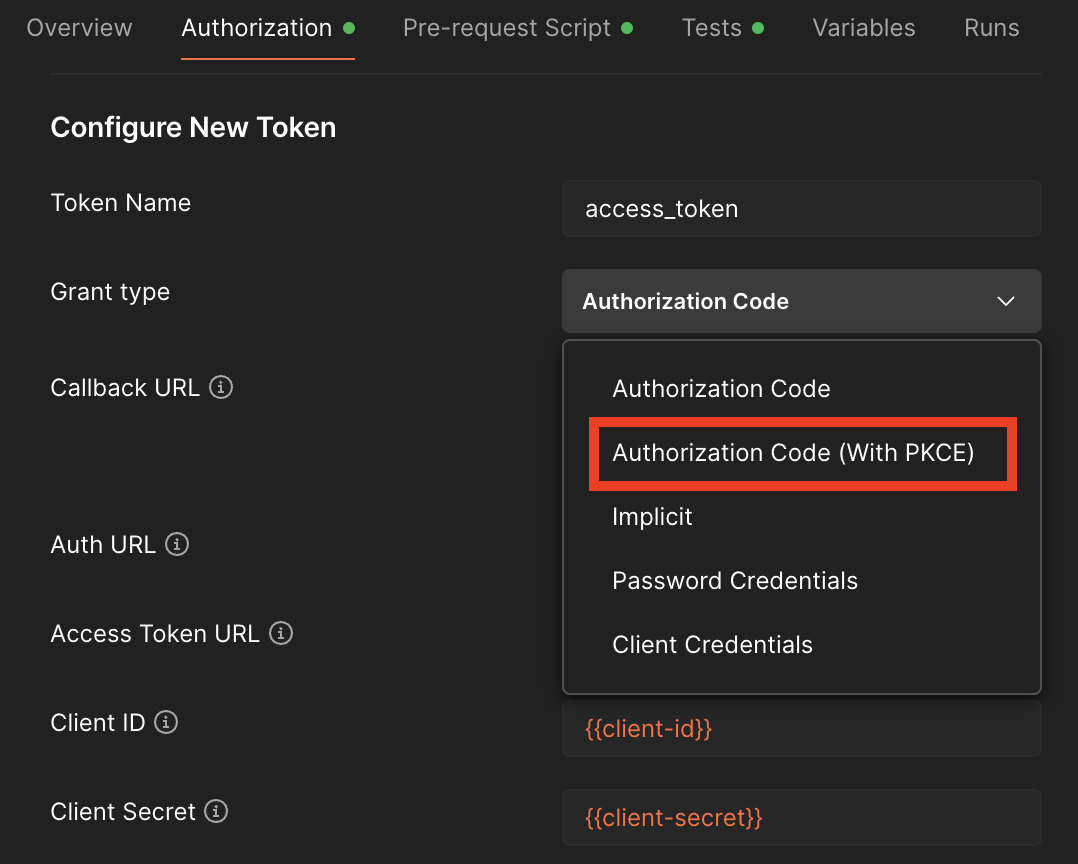 Overview Authorization Pre-request Script Tests Variables Runs
Configure New Token
Token Name access_token
Grant type Authorization Code
Callback URL
Authorization Code
Authorization Code (With PKCE)
Implicit
Auth URL
Password Credentials
Access Token URL
Client Credentials
Client ID {{client-id}}
Client Secret {{client-secret}}